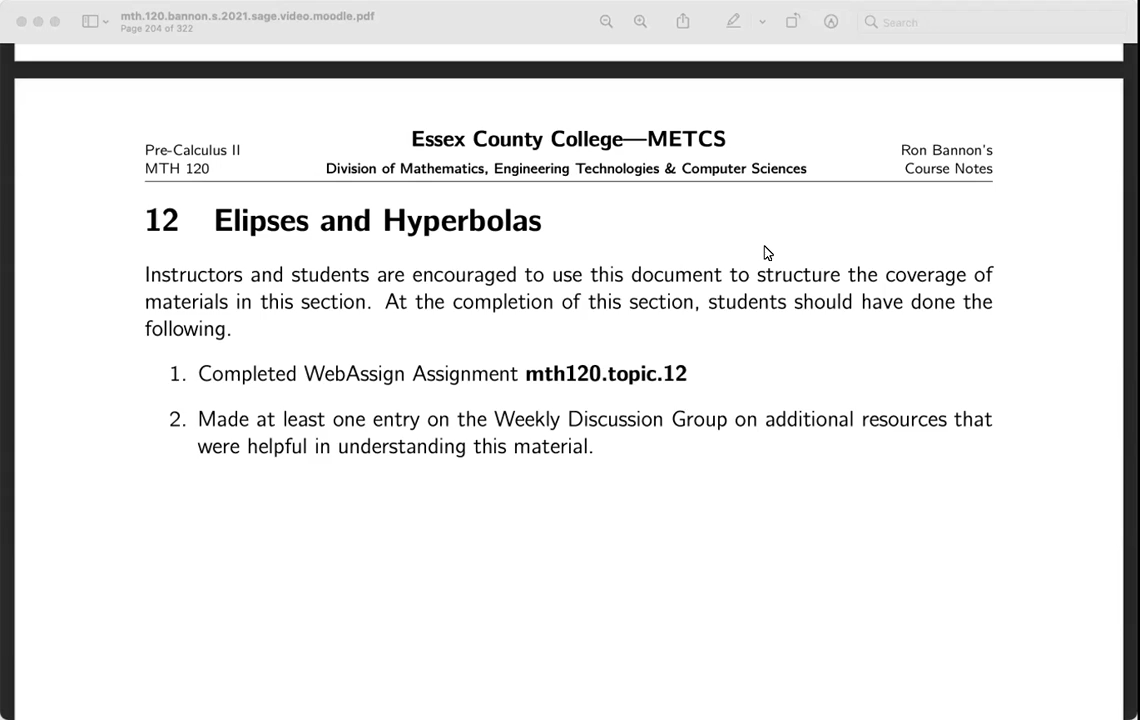 mth.120.bannon.s.2021.sage.video.moodle.pdf
Page 204 of 322
Search
Essex County College—METCS
Pre-Calculus II
Ron Bannon's
MTH 120
Division of Mathematics, Engineering Technologies & Computer Sciences
Course Notes
12 Elipses and Hyperbolas
Instructors and students are encouraged to use this document to structure the coverage of
materials in this section. At the completion of this section, students should have done the
following.
1. Completed WebAssign Assignment mth120.topic.12
2. Made at least one entry on the Weekly Discussion Group on additional resources that
were helpful in understanding this material.